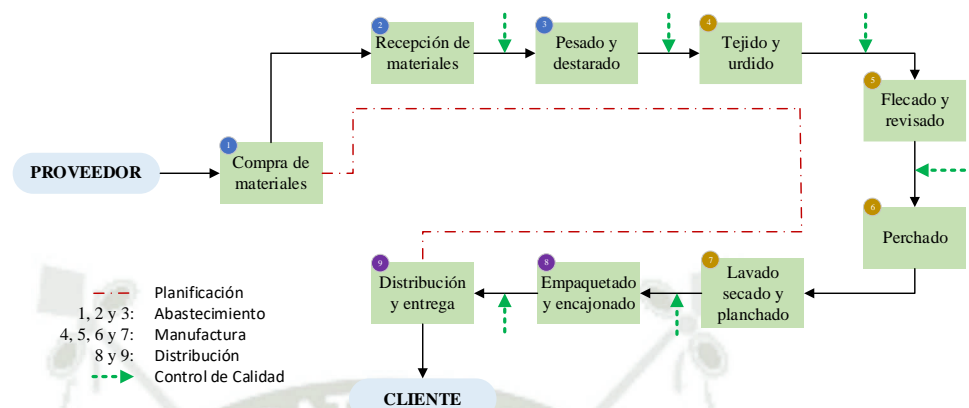 2
Recepción de
materiales
3
Pesado y
destarado
4
Tejido y
urdido
5
Flecado y
revisado
1
Compra de
materiales
PROVEEDOR
6
Perchado
9
Distribución
y entrega
8
Empaquetado
y encajonado
7
Lavado
secado y
planchado
Planificación
1, 2 y 3: Abastecimiento
4, 5, 6 y 7: Manufactura
8 y 9: Distribución
Control de Calidad
CLIENTE